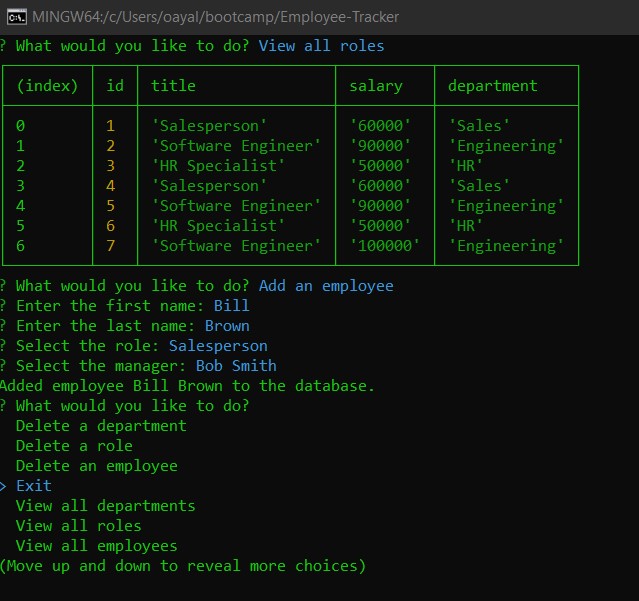 MINGW64:/c/Users/oayal/bootcamp/Employee-Tracker
? What would you like to do? View all roles
(index) id title salary department
0 1 'Salesperson' '60000' 'Sales'
1 2 'Software Engineer' '90000' 'Engineering'
2 3 'HR Specialist' '50000' 'HR'
3 4 'Salesperson' '60000' 'Sales'
4 5 'Software Engineer' '90000' 'Engineering'
5 6 'HR Specialist' '50000' 'HR'
6 7 'Software Engineer' '100000' 'Engineering'
? What would you like to do? Add an employee
? Enter the first name: Bill
? Enter the last name: Brown
? Select the role: Salesperson
? Select the manager: Bob Smith
Added employee Bill Brown to the database.
? What would you like to do?
Delete a department
Delete a role
Delete an employee
> Exit
View all departments
View all roles
View all employees
(Move up and down to reveal more choices)